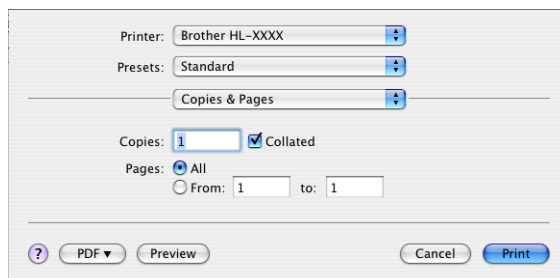 Printer: Brother HL-XXXX
Presets: Standard
Copies & Pages
Copies: 1 Collated
Pages: All
From: 1 to: 1
? PDF ▼ Preview Cancel Print